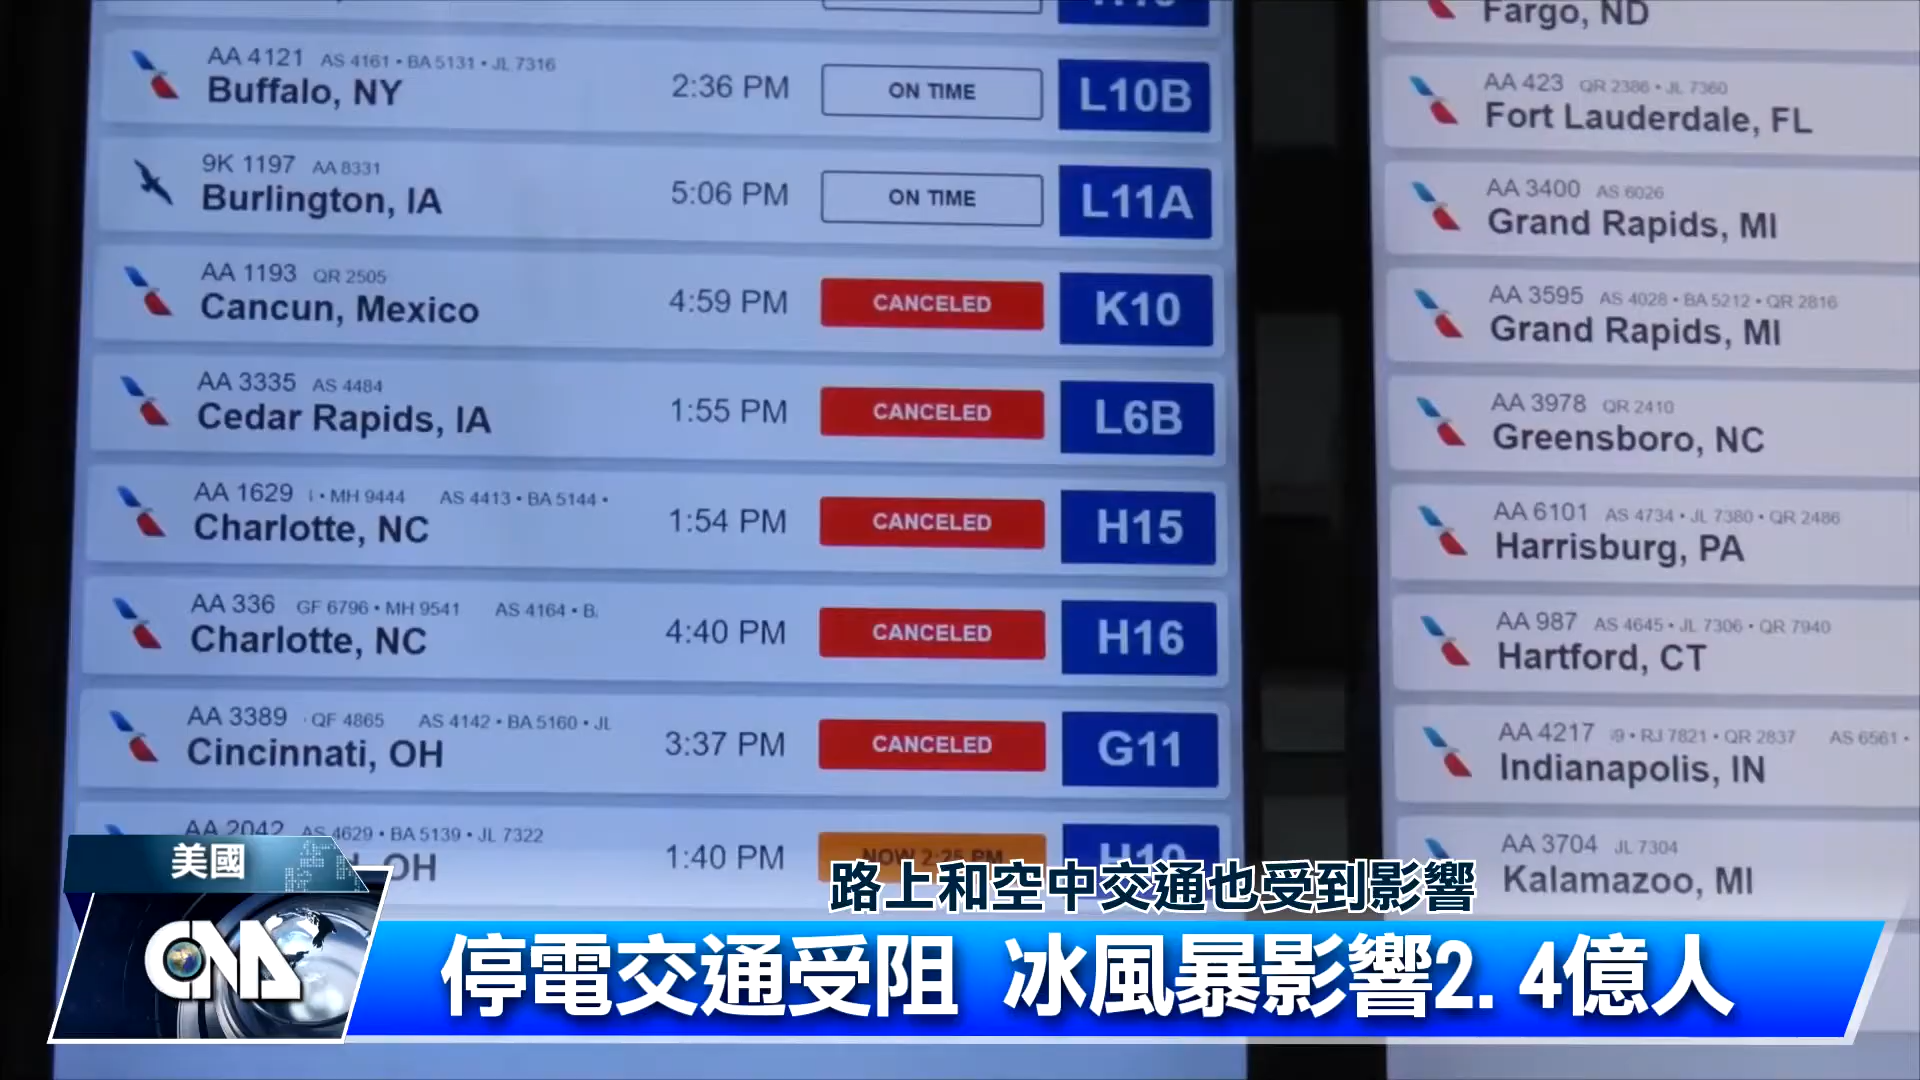 AA 4121 AS 4161 • BA 5131 • JL 7316
Buffalo, NY
2:36 PM
ON TIME
L10B
9K 1197 AA 8331
Burlington, IA
5:06 PM
ON TIME
L11A
AA 1193 QR 2505
Cancun, Mexico
4:59 PM
CANCELED
K10
AA 3335 AS 4484
Cedar Rapids, IA
1:55 PM
CANCELED
L6B
AA 1629 • MH 9444 AS 4413 • BA 5144 •
Charlotte, NC
1:54 PM
CANCELED
H15
AA 336 GF 6796 • MH 9541 AS 4164 • B
Charlotte, NC
4:40 PM
CANCELED
H16
AA 3389 · QF 4865 AS 4142 • BA 5160 • JL
Cincinnati, OH
3:37 PM
CANCELED
G11
AA 2042 AS 4629 • BA 5139 • JL 7322
OH
1:40 PM
NOW 2:25 PM
Fargo, ND
AA 423 QR 2386 • JL 7360
Fort Lauderdale, FL
AA 3400 AS 6026
Grand Rapids, MI
AA 3595 AS 4028 • BA 5212 • QR 2816
Grand Rapids, MI
AA 3978 QR 2410
Greensboro, NC
AA 6101 AS 4734 • JL 7380 • QR 2486
Harrisburg, PA
AA 987 AS 4645 • JL 7306 • QR 7940
Hartford, CT
AA 4217 9 • RJ 7821 • QR 2837 AS 6561 •
Indianapolis, IN
AA 3704 JL 7304
Kalamazoo, MI
美國
CNA
路上和空中交通也受到影響
停電交通受阻 冰風暴影響2.4億人